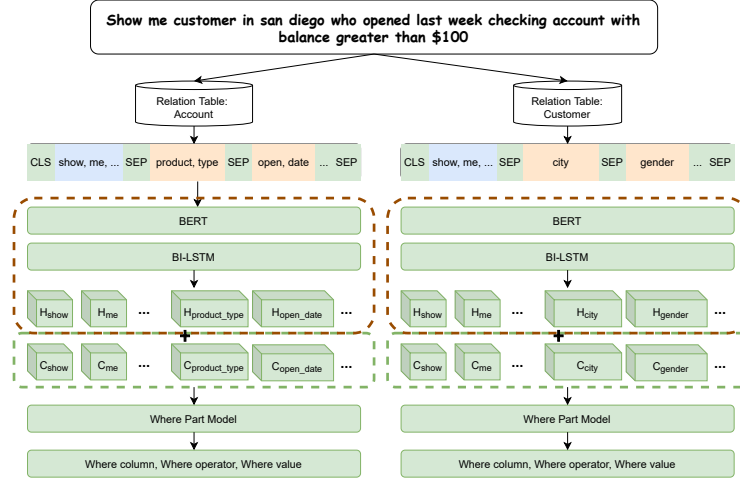 Show me customer in san diego who opened last week checking account with
balance greater than $100
Relation Table:
Account
Relation Table:
Customer
CLS show, me, ... SEP product, type SEP open, date ... SEP
CLS show, me, ... SEP city SEP gender ... SEP
BERT
BERT
BI-LSTM
BI-LSTM
Hshow Hme ... Hproduct_type Hopen_date ...
Hshow Hme ... Hcity Hgender ...
+
+
Cshow Cme ... Cproduct_type Copen_date ...
Cshow Cme ... Ccity Cgender ...
Where Part Model
Where Part Model
Where column, Where operator, Where value
Where column, Where operator, Where value